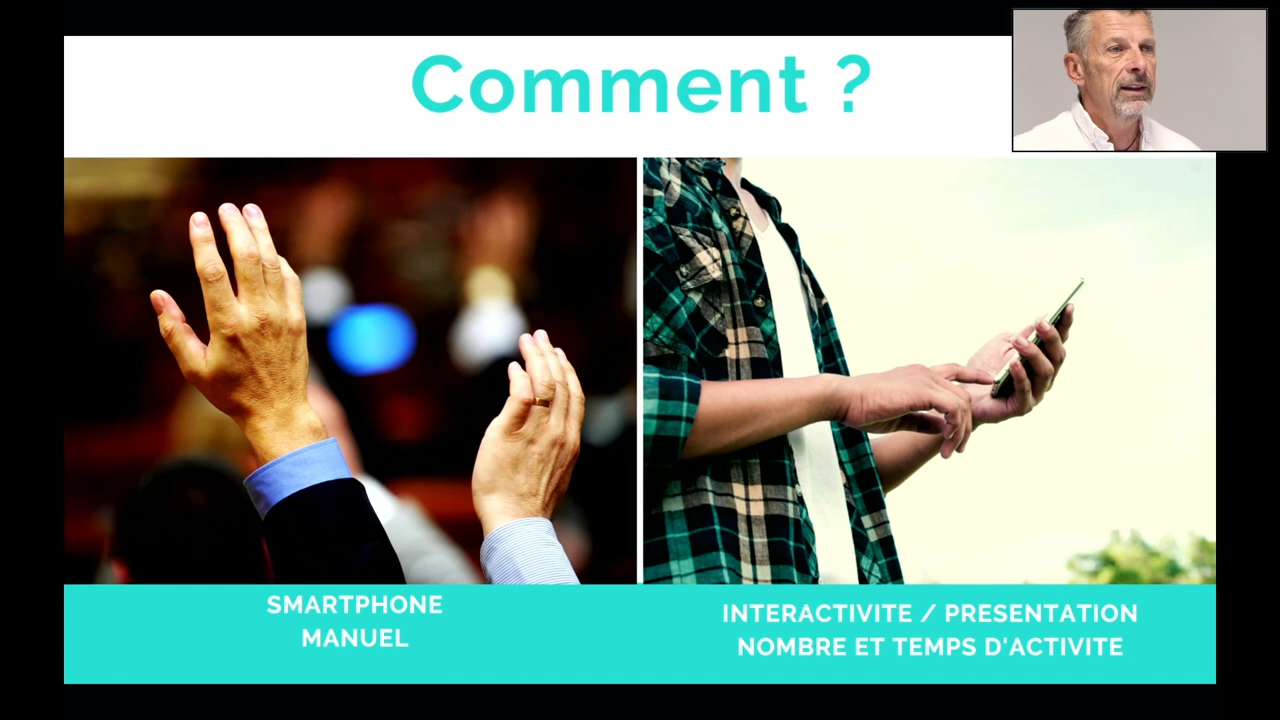 Comment ?
SMARTPHONE
MANUEL
INTERACTIVITE / PRESENTATION
NOMBRE ET TEMPS D'ACTIVITE